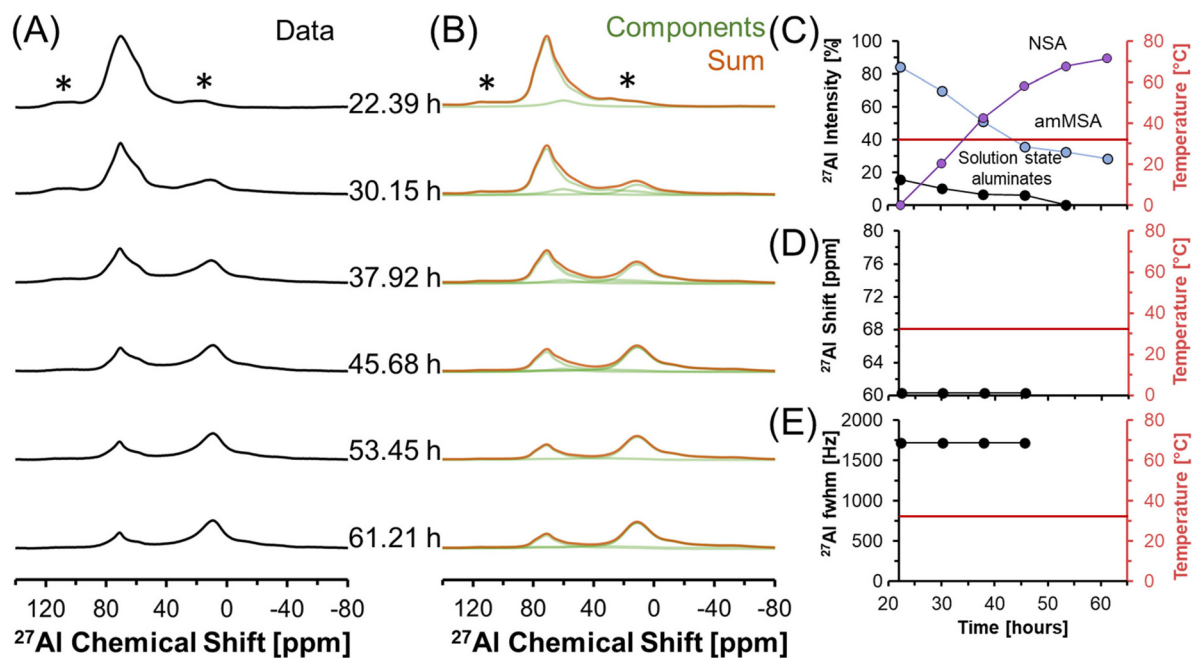 (A)
Data
*
*
22.39 h
30.15 h
37.92 h
45.68 h
53.45 h
61.21 h
120 80 40 0 -40 -80
²⁷Al Chemical Shift [ppm]
(B)
Components
Sum
*
*
120 80 40 0 -40 -80
²⁷Al Chemical Shift [ppm]
(C)
²⁷Al Intensity [%]
100
80
60
40
20
0
NSA
amMSA
Solution state
aluminates
80
60
40
20
0
Temperature [°C]
(D)
²⁷Al Shift [ppm]
80
76
72
68
64
60
80
60
40
20
0
Temperature [°C]
(E)
²⁷Al fwhm [Hz]
2000
1500
1000
500
0
80
60
40
20
0
Temperature [°C]
20 30 40 50 60
Time [hours]